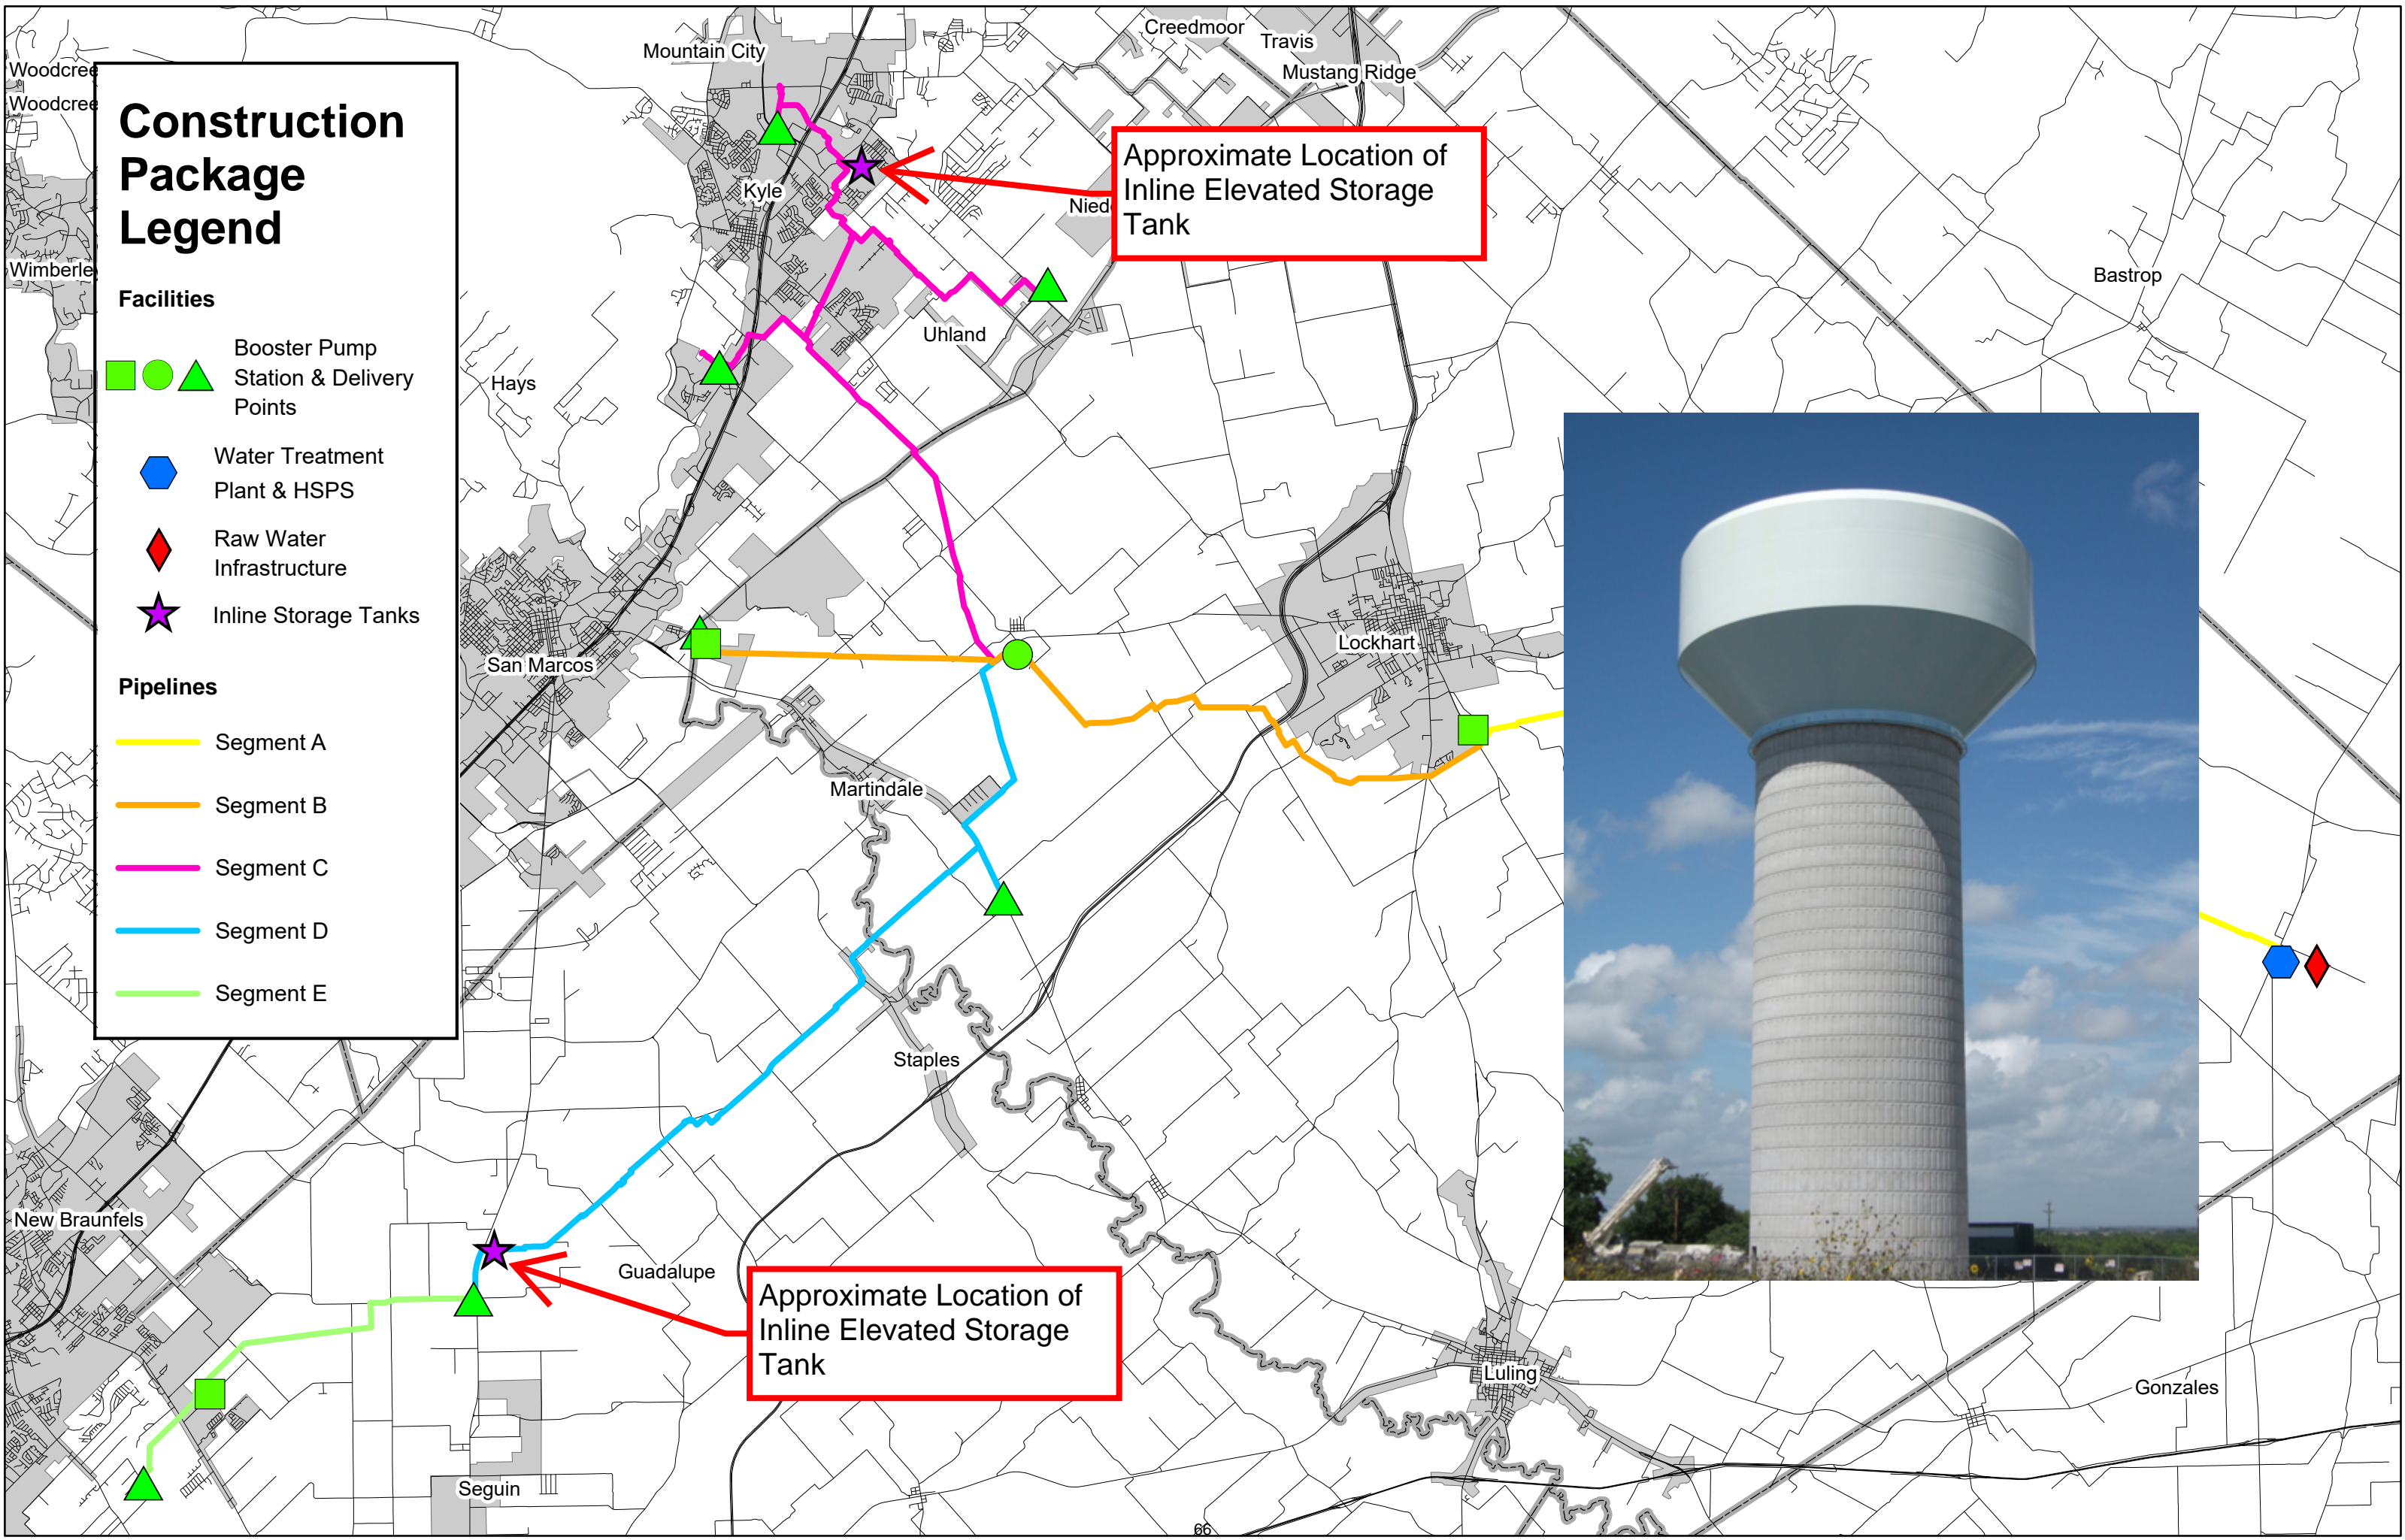 Construction
Package
Legend
Facilities
Booster Pump
Station & Delivery
Points
Water Treatment
Plant & HSPS
Raw Water
Infrastructure
Inline Storage Tanks
Pipelines
Segment A
Segment B
Segment C
Segment D
Segment E
Woodcree
Woodcree
Wimberle
Mountain City
Creedmoor
Travis
Mustang Ridge
Kyle
Niede
Approximate Location of
Inline Elevated Storage
Tank
Bastrop
Uhland
Hays
San Marcos
Lockhart
Martindale
Staples
New Braunfels
Guadalupe
Approximate Location of
Inline Elevated Storage
Tank
Luling
Gonzales
Seguin
66